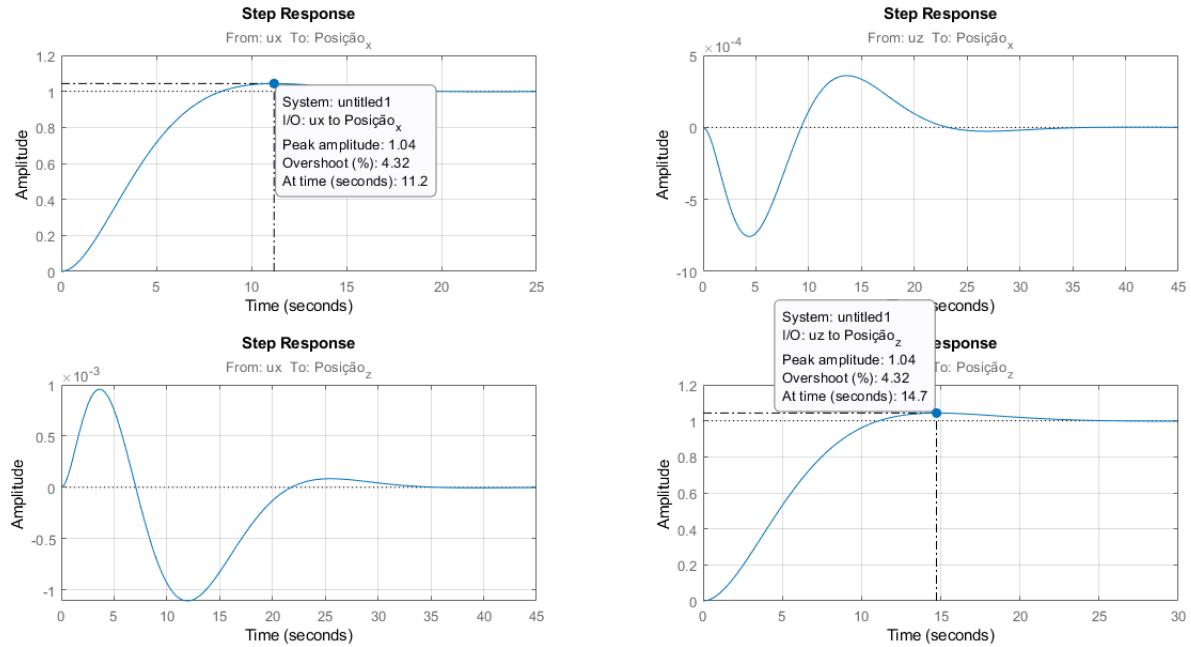 Step Response
From: ux To: Posição_x
1.2
1
0.8
0.6
0.4
0.2
0
Amplitude
System: untitled1
I/O: ux to Posição_x
Peak amplitude: 1.04
Overshoot (%): 4.32
At time (seconds): 11.2
0 5 10 15 20 25
Time (seconds)
Step Response
From: uz To: Posição_x
×10^-4
5
0
-5
-10
Amplitude
0 5 10 15 20 25 30 35 40 45
(seconds)
Step Response
From: ux To: Posição_z
×10^-3
1
0.5
0
-0.5
-1
Amplitude
0 5 10 15 20 25 30 35 40 45
Time (seconds)
System: untitled1
I/O: uz to Posição_z
Peak amplitude: 1.04
Overshoot (%): 4.32
At time (seconds): 14.7
sponse
To: Posição_z
1.2
1
0.8
0.6
0.4
0.2
0
Amplitude
0 5 10 15 20 25 30
Time (seconds)